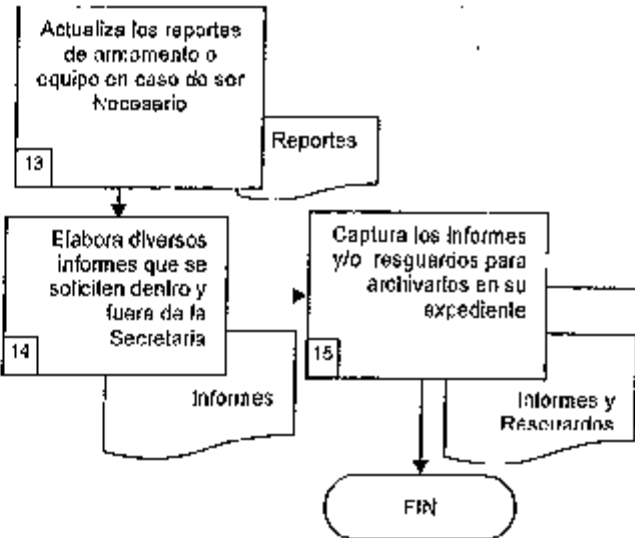 Actualiza los reportes
de armamento o
equipo en caso de ser
Necesario
13
Reportes
Elabora diversos
informes que se
soliciten dentro y
fuera de la
Secretaria
14
Informes
Captura los informes
y/o resguardos para
archivarlos en su
expediente
15
Informes y
Resguardos
FIN